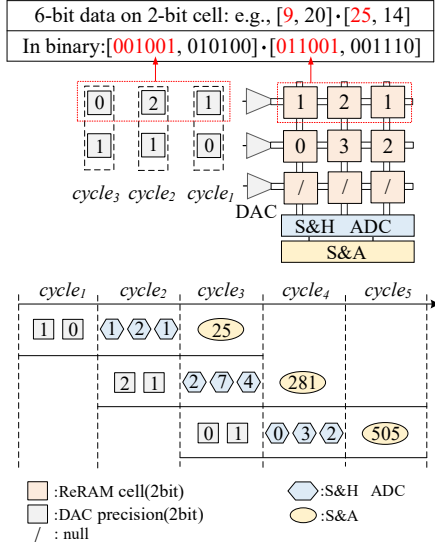 6-bit data on 2-bit cell: e.g., [9, 20]·[25, 14]
In binary:[001001, 010100]·[011001, 001110]
0 2 1 1 2 1
1 1 0 0 3 2
cycle3 cycle2 cycle1 / / /
DAC
S&H ADC
S&A
cycle1 cycle2 cycle3 cycle4 cycle5
1 0 1 2 1 25
2 1 2 7 4 281
0 1 0 3 2 505
:ReRAM cell(2bit) :S&H ADC
:DAC precision(2bit) :S&A
/ : null